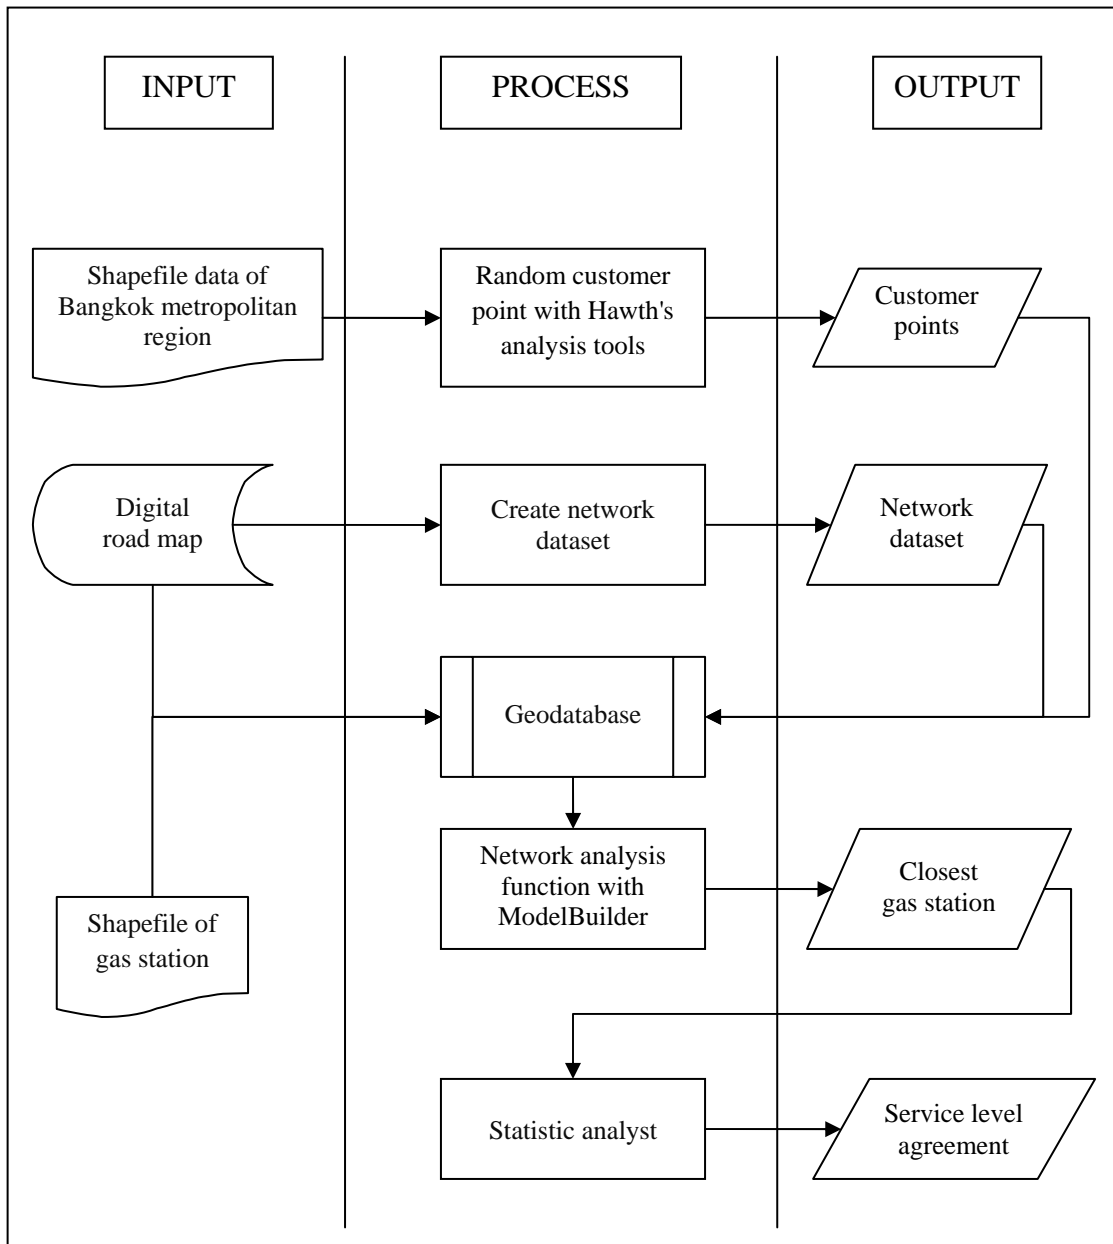 INPUT
PROCESS
OUTPUT
Shapefile data of
Bangkok metropolitan
region
Random customer
point with Hawth's
analysis tools
Customer
points
Digital
road map
Create network
dataset
Network
dataset
Geodatabase
Network analysis
function with
ModelBuilder
Closest
gas station
Shapefile of
gas station
Statistic analyst
Service level
agreement